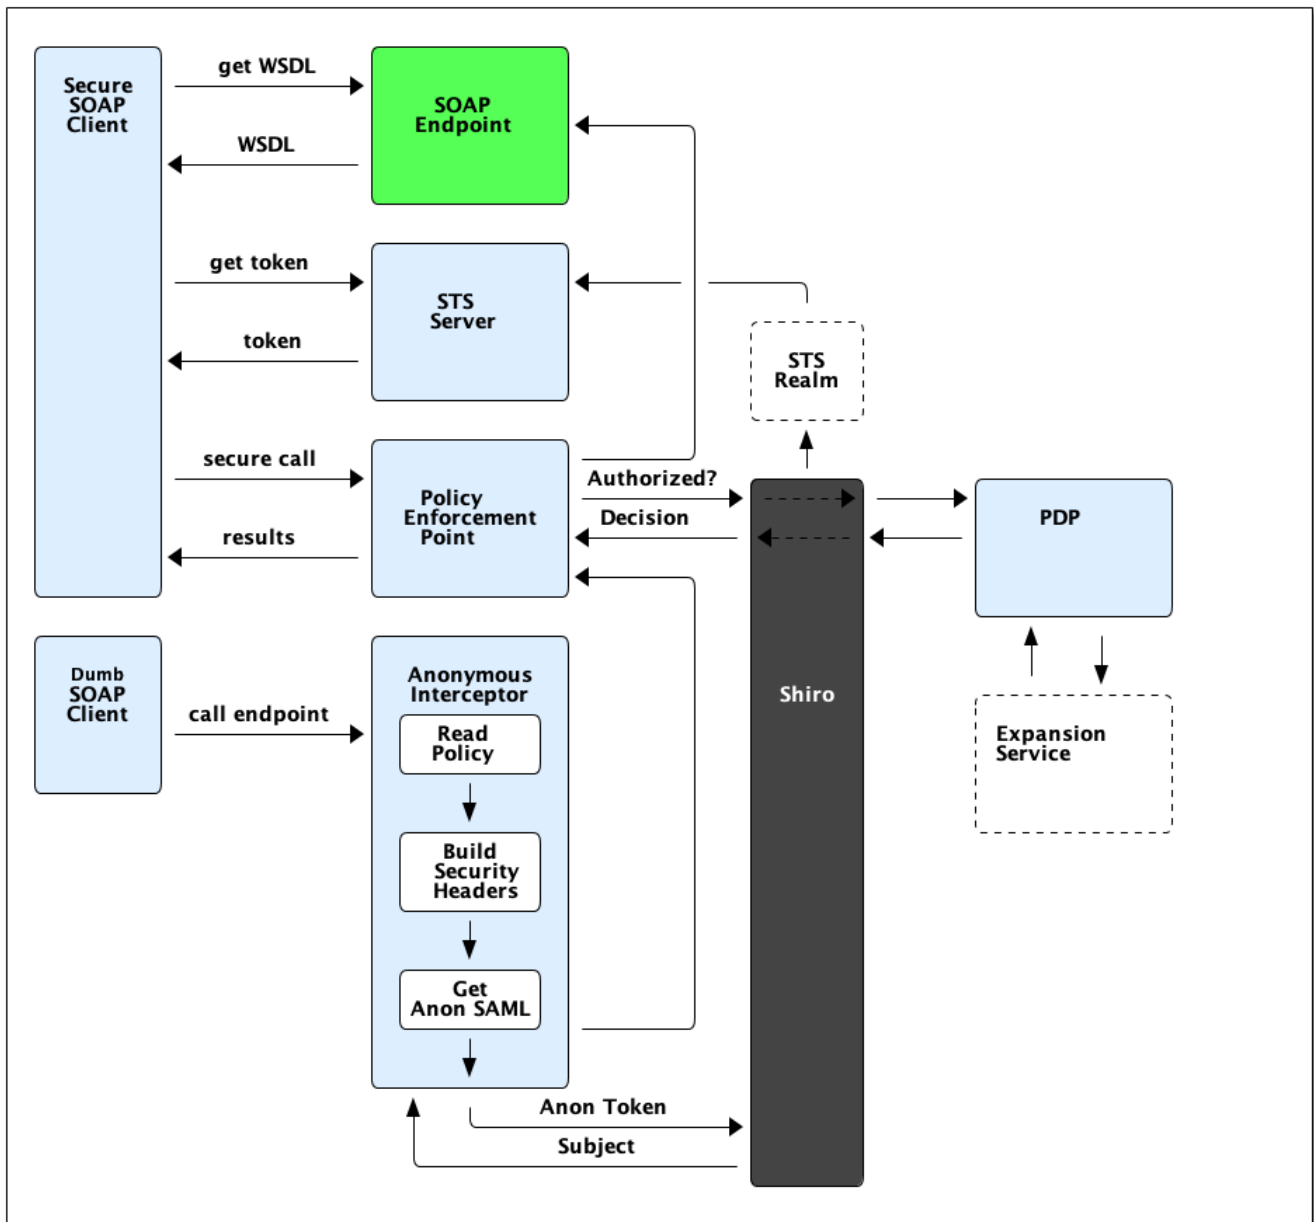 get WSDL
Secure
SOAP
Client
SOAP
Endpoint
WSDL
get token
STS
Server
token
STS
Realm
secure call
Authorized?
Policy
Enforcement
Point
Decision
results
PDP
Dumb
SOAP
Client
Anonymous
Interceptor
call endpoint
Read
Policy
Shiro
Expansion
Service
Build
Security
Headers
Get
Anon SAML
Anon Token
Subject